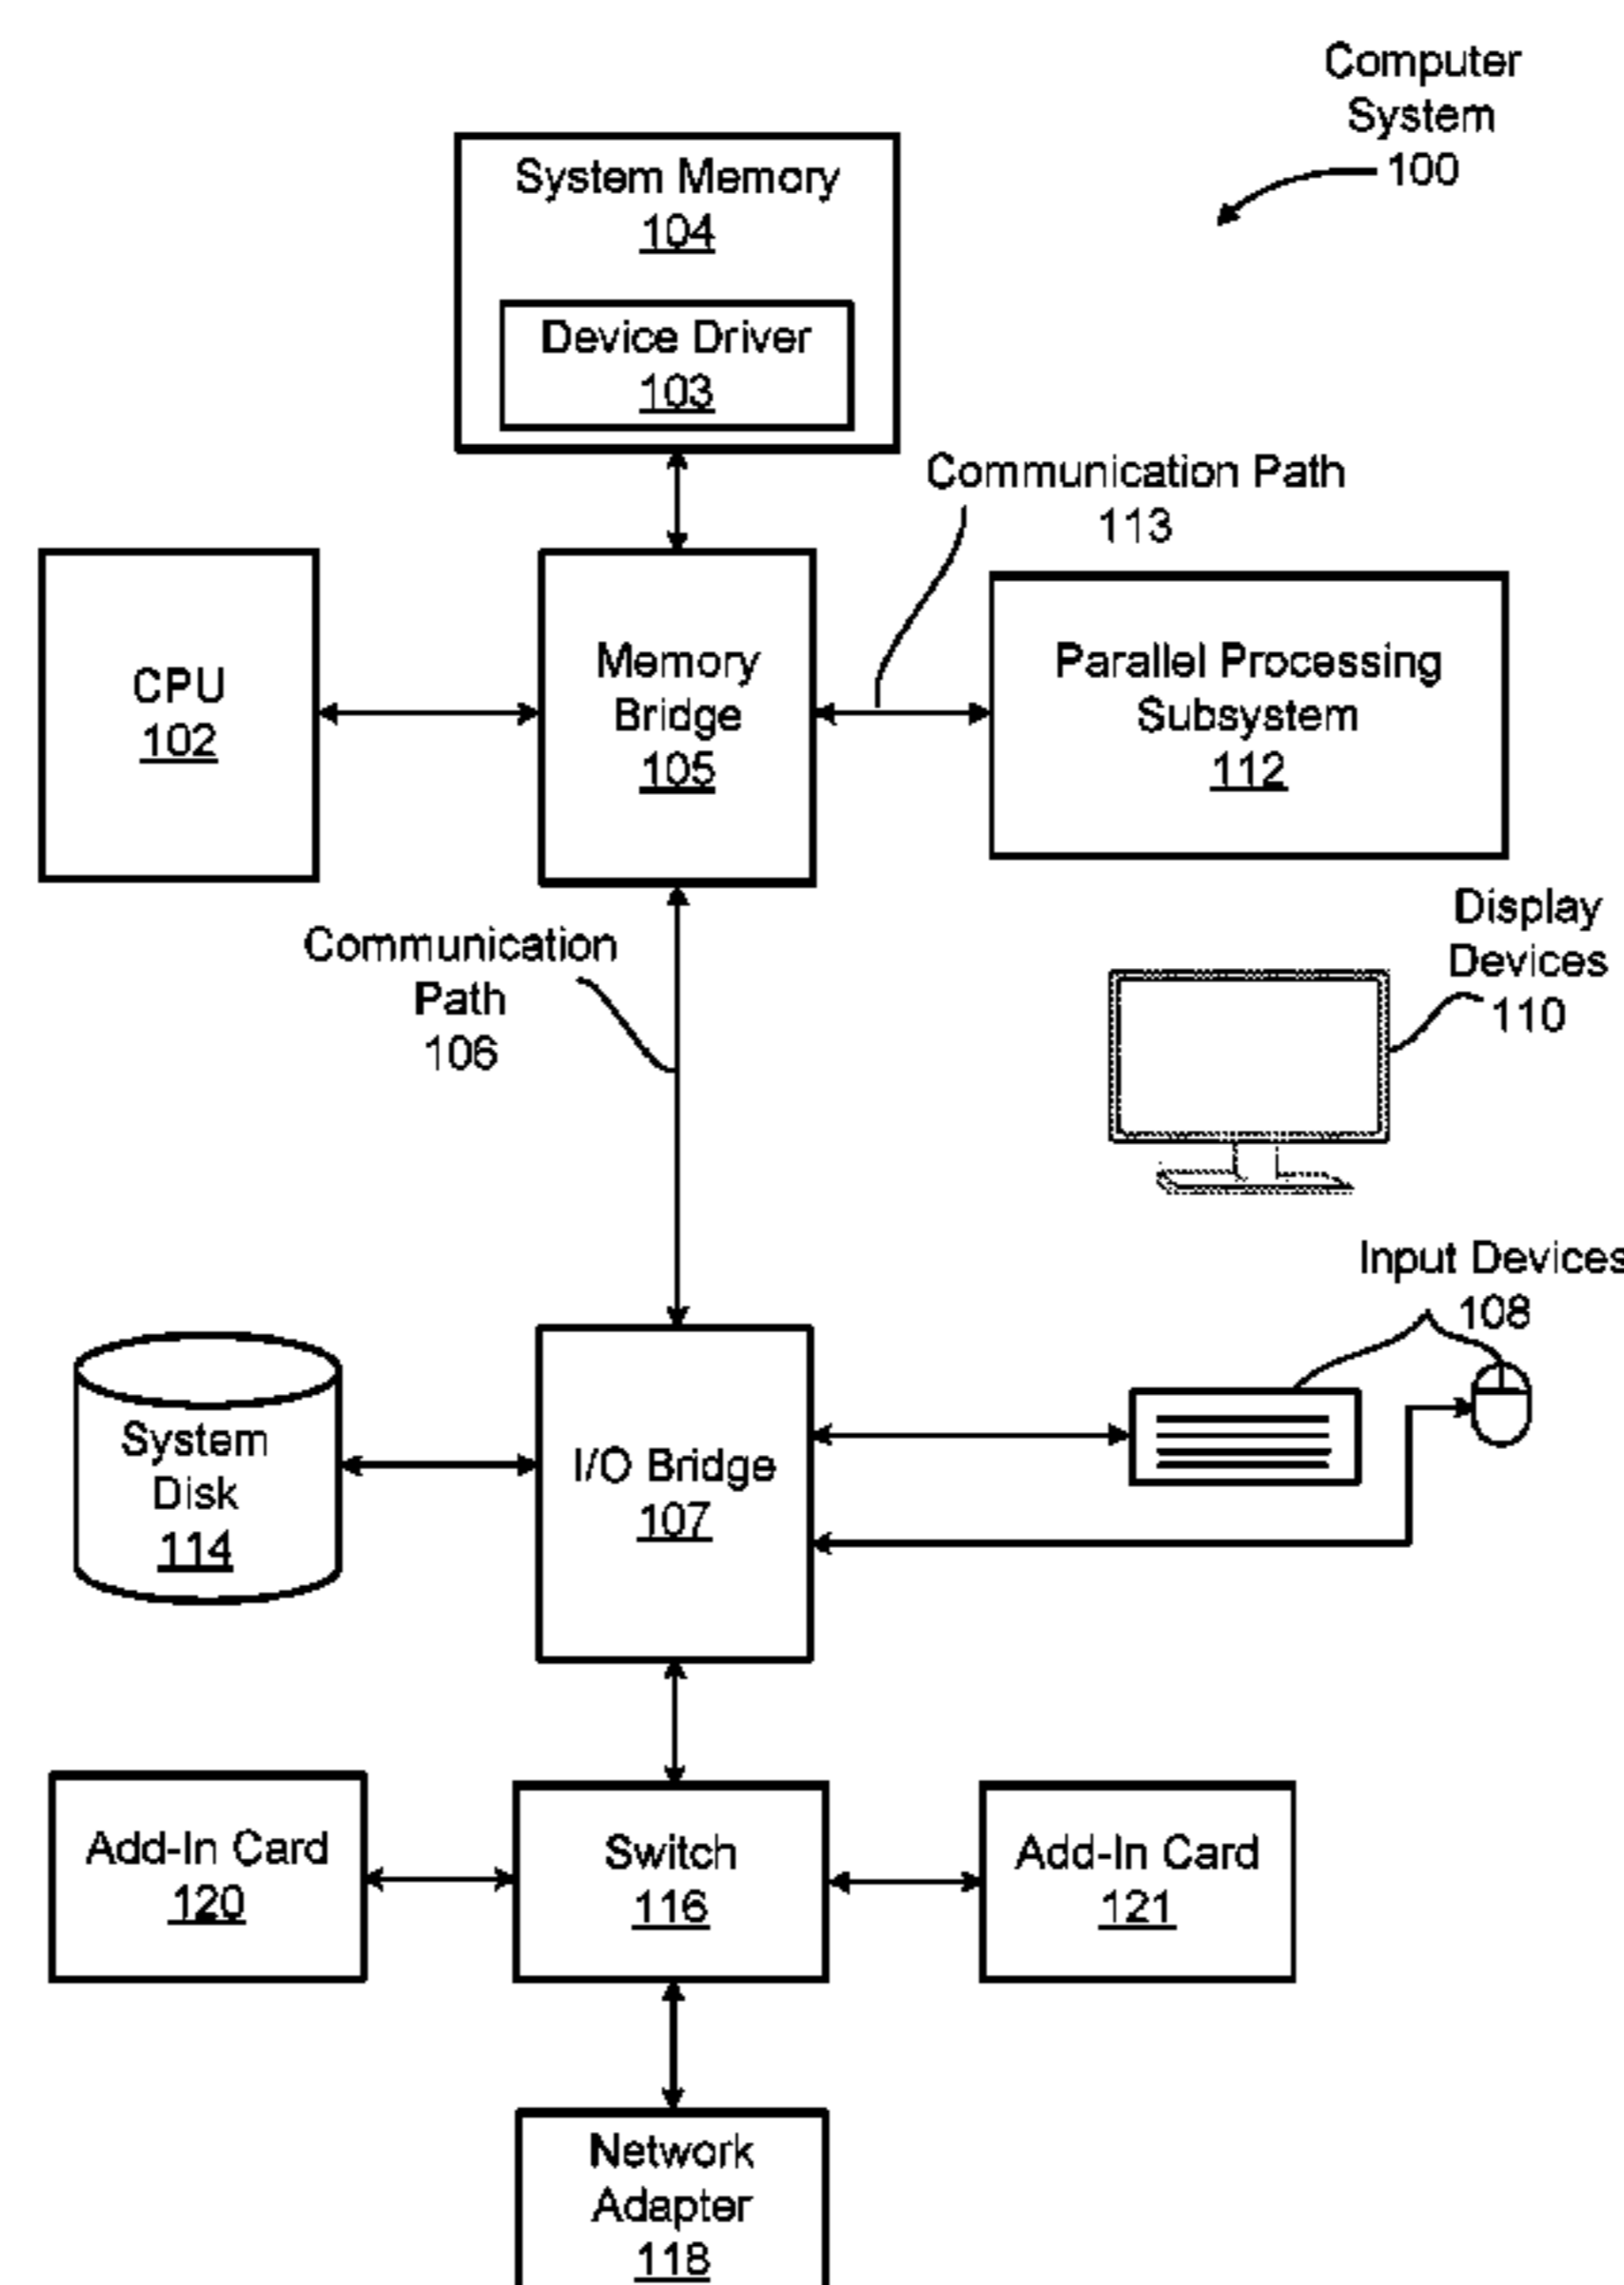 Computer
System
100
System Memory
104
Device Driver
103
Communication Path
113
CPU
102
Memory
Bridge
105
Parallel Processing
Subsystem
112
Communication
Path
106
Display
Devices
110
Input Devices
108
System
Disk
114
I/O Bridge
107
Add-In Card
120
Switch
116
Add-In Card
121
Network
Adapter
118